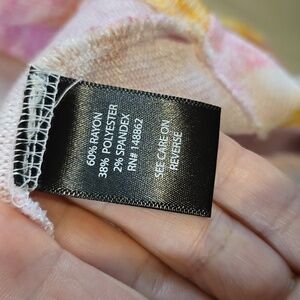 60% RAYON
38% POLYESTER
2% SPANDEX
RN# 148862
SEE CARE ON
REVERSE